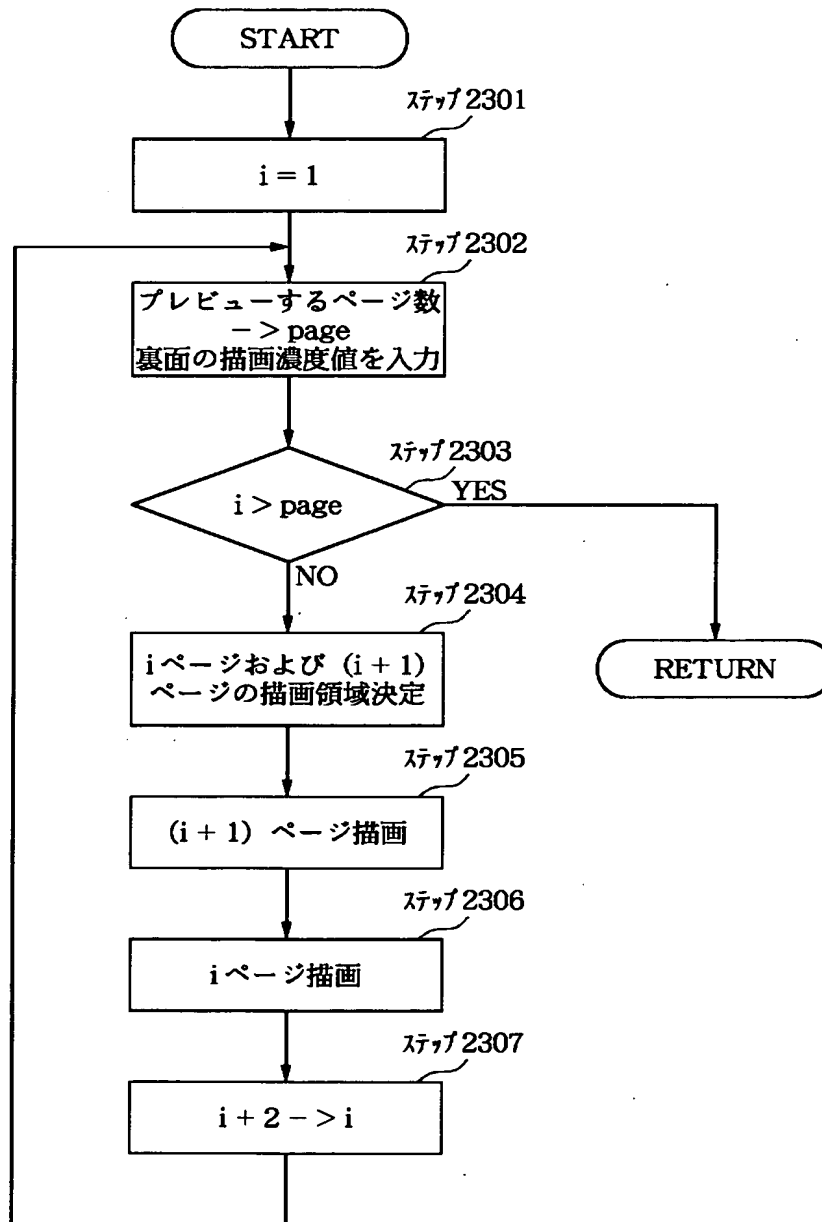 START
ステップ2301
i = 1
ステップ2302
プレビューするページ数
−> page
裏面の描画濃度値を入力
ステップ2303
i > page
YES
NO
ステップ2304
iページおよび (i + 1)
ページの描画領域決定
RETURN
ステップ2305
(i + 1) ページ描画
ステップ2306
iページ描画
ステップ2307
i + 2 −> i